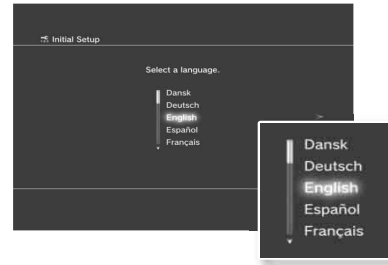 Initial Setup
Select a language.
Dansk
Deutsch
English
Español
Français
Dansk
Deutsch
English
Español
Français